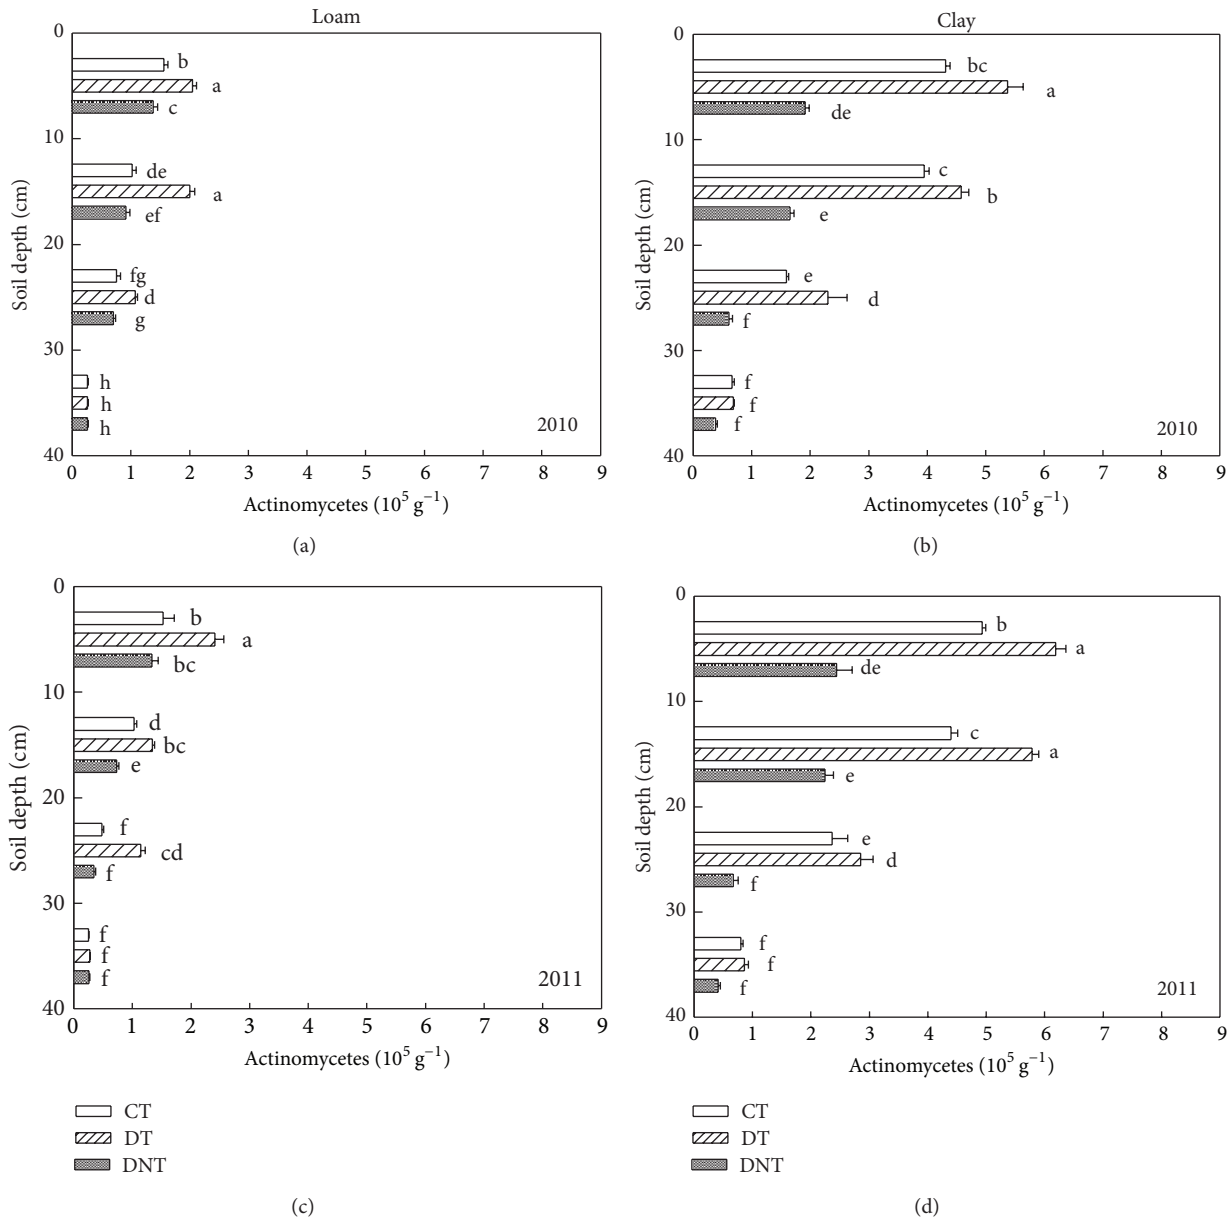 Loam
0
10
20
30
40
Soil depth (cm)
b
a
c
de
a
ef
fg
d
g
h
h
h
2010
0 1 2 3 4 5 6 7 8 9
Actinomycetes (10⁵ g⁻¹)
(a)
Clay
0
10
20
30
40
Soil depth (cm)
bc
a
de
c
b
e
e
d
f
f
f
f
2010
0 1 2 3 4 5 6 7 8 9
Actinomycetes (10⁵ g⁻¹)
(b)
0
10
20
30
40
Soil depth (cm)
b
a
bc
d
bc
e
f
cd
f
f
f
f
2011
0 1 2 3 4 5 6 7 8 9
Actinomycetes (10⁵ g⁻¹)
CT
DT
DNT
(c)
0
10
20
30
40
Soil depth (cm)
b
a
de
c
a
e
e
d
f
f
f
f
2011
0 1 2 3 4 5 6 7 8 9
Actinomycetes (10⁵ g⁻¹)
CT
DT
DNT
(d)